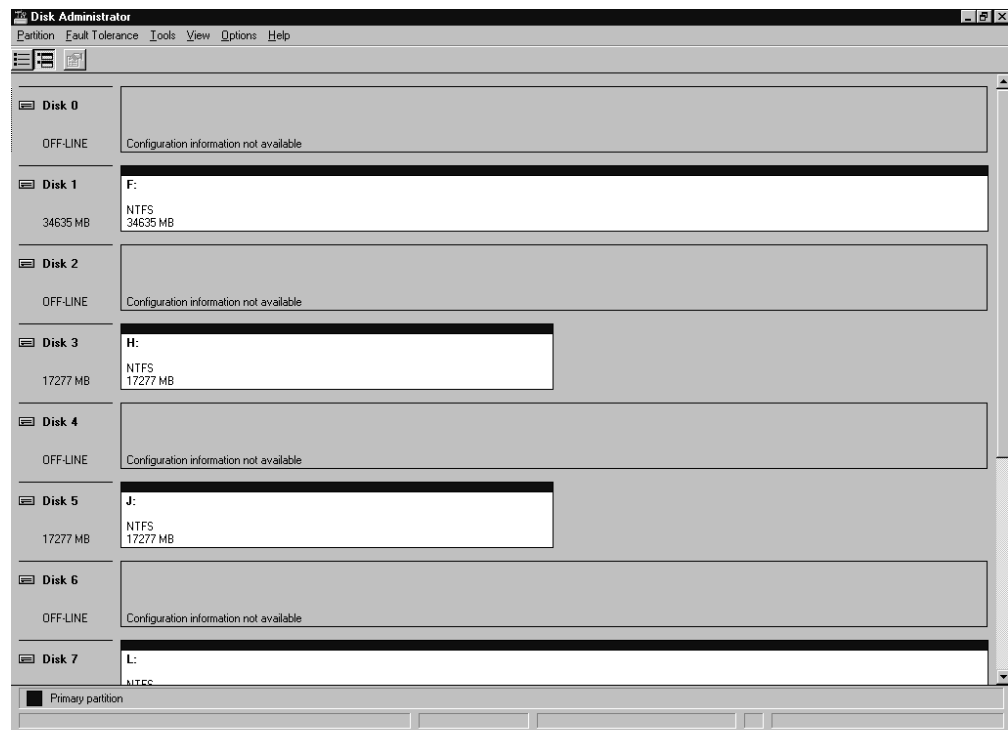 Disk Administrator
Partition Fault Tolerance Tools View Options Help
Disk 0
OFF-LINE Configuration information not available
Disk 1 F:
NTFS
34635 MB 34635 MB
Disk 2
OFF-LINE Configuration information not available
Disk 3 H:
NTFS
17277 MB 17277 MB
Disk 4
OFF-LINE Configuration information not available
Disk 5 J:
NTFS
17277 MB 17277 MB
Disk 6
OFF-LINE Configuration information not available
Disk 7 L:
NTFS
Primary partition